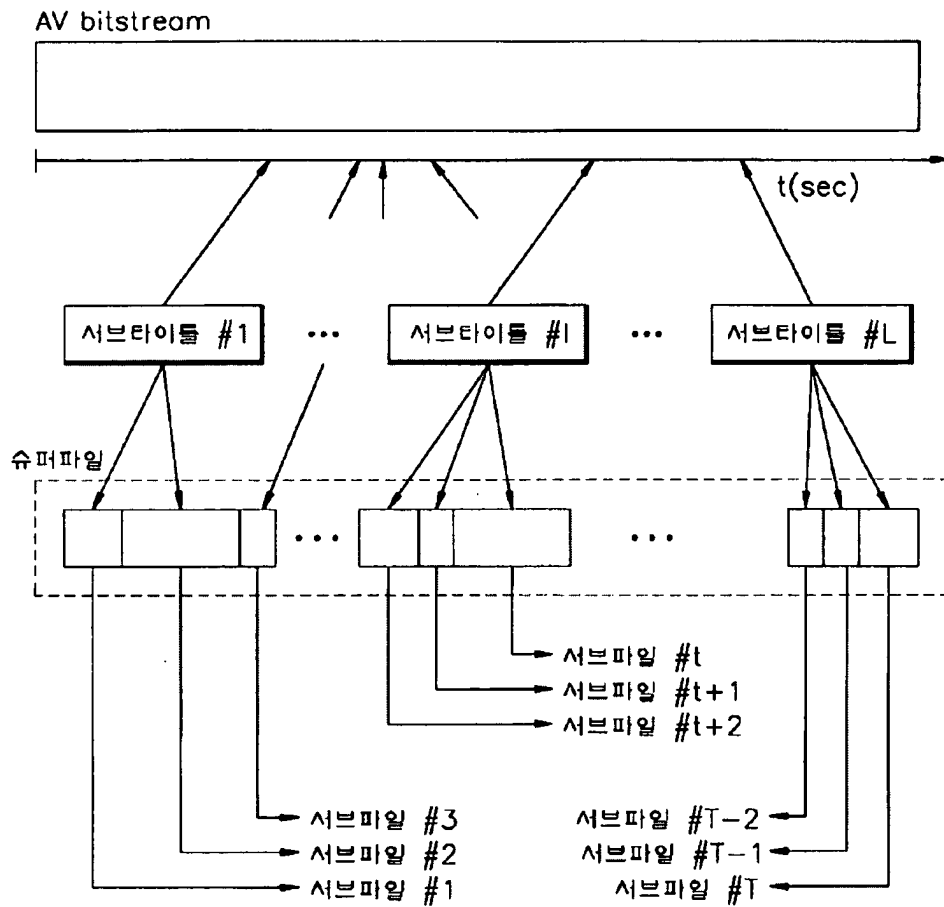 AV bitstream
t(sec)
서브타이틀 #1 ... 서브타이틀 #l ... 서브타이틀 #L
슈퍼파일
... ...
서브파일 #t
서브파일 #t+1
서브파일 #t+2
서브파일 #3
서브파일 #2
서브파일 #1
서브파일 #T-2
서브파일 #T-1
서브파일 #T